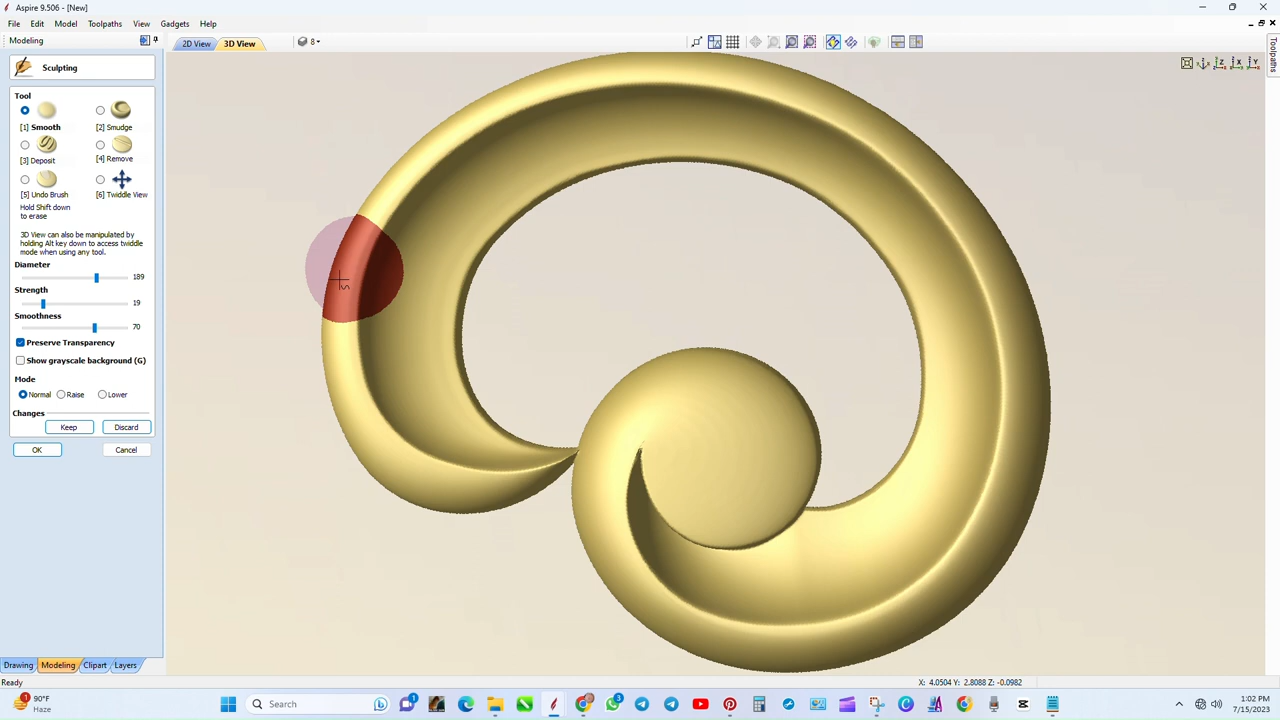 Aspire 9.506 - [New]
File Edit Model Toolpaths View Gadgets Help
Modeling
2D View 3D View
8
Toolpaths
Sculpting
Tool
[1] Smooth [2] Smudge
[3] Deposit [4] Remove
[5] Undo Brush [6] Twiddle View
Hold Shift down
to erase
3D View can also be manipulated by
holding Alt key down to access twiddle
mode when using any tool.
Diameter
189
Strength
19
Smoothness
70
Preserve Transparency
Show grayscale background (G)
Mode
Normal Raise Lower
Changes
Keep Discard
OK Cancel
Drawing Modeling Clipart Layers
Ready
X: 4.0504 Y: 2.8088 Z: -0.0982
1 90°F
Haze
Search
1
3
1:02 PM
7/15/2023